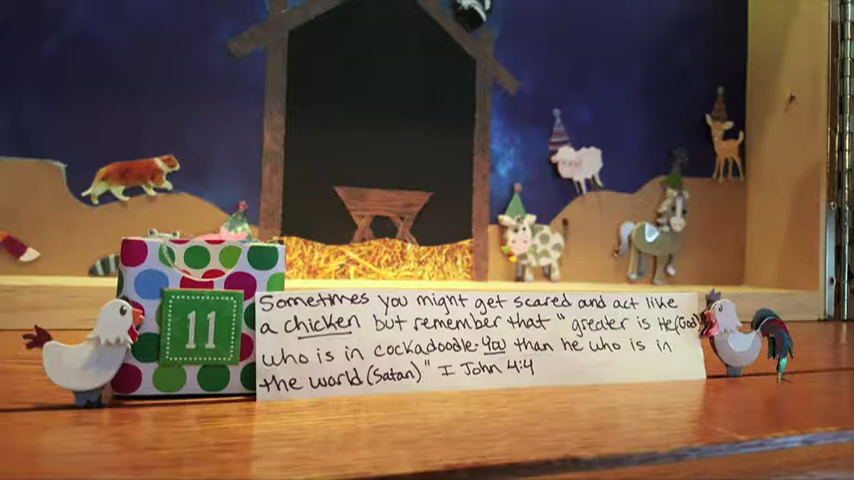 11
Sometimes you might get scared and act like
a chicken but remember that "greater is He(God)
who is in cockadoodle-you than he who is in
the world (Satan)" I John 4:4